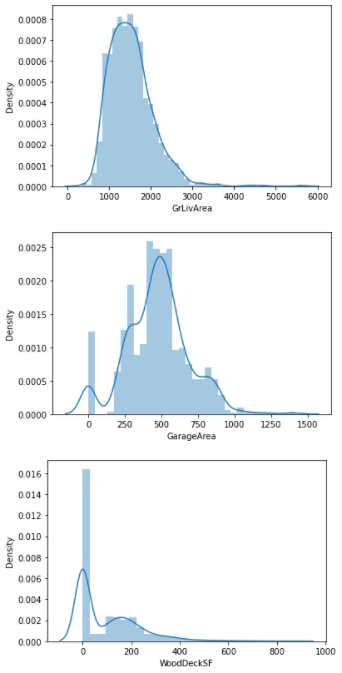 0.0008
0.0007
0.0006
0.0005
0.0004
0.0003
0.0002
0.0001
0.0000
Density
0 1000 2000 3000 4000 5000 6000
GrLivArea
0.0025
0.0020
0.0015
0.0010
0.0005
0.0000
Density
0 250 500 750 1000 1250 1500
GarageArea
0.016
0.014
0.012
0.010
0.008
0.006
0.004
0.002
0.000
Density
0 200 400 600 800 1000
WoodDeckSF